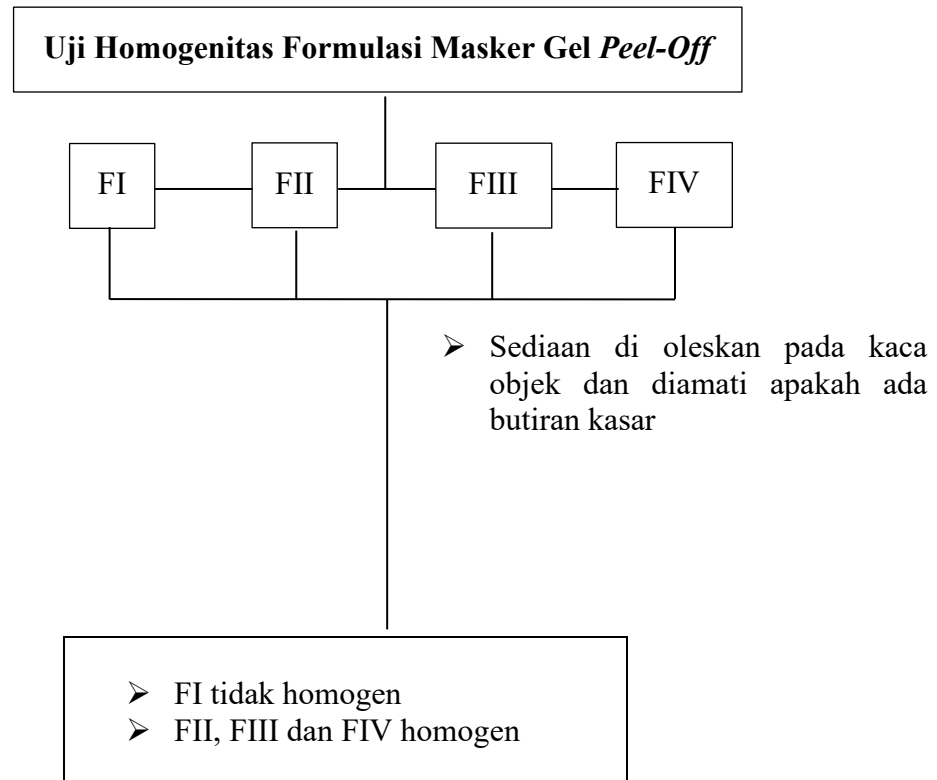 Uji Homogenitas Formulasi Masker Gel Peel-Off
FI FII FIII FIV
➢ Sediaan di oleskan pada kaca
objek dan diamati apakah ada
butiran kasar
➢ FI tidak homogen
➢ FII, FIII dan FIV homogen